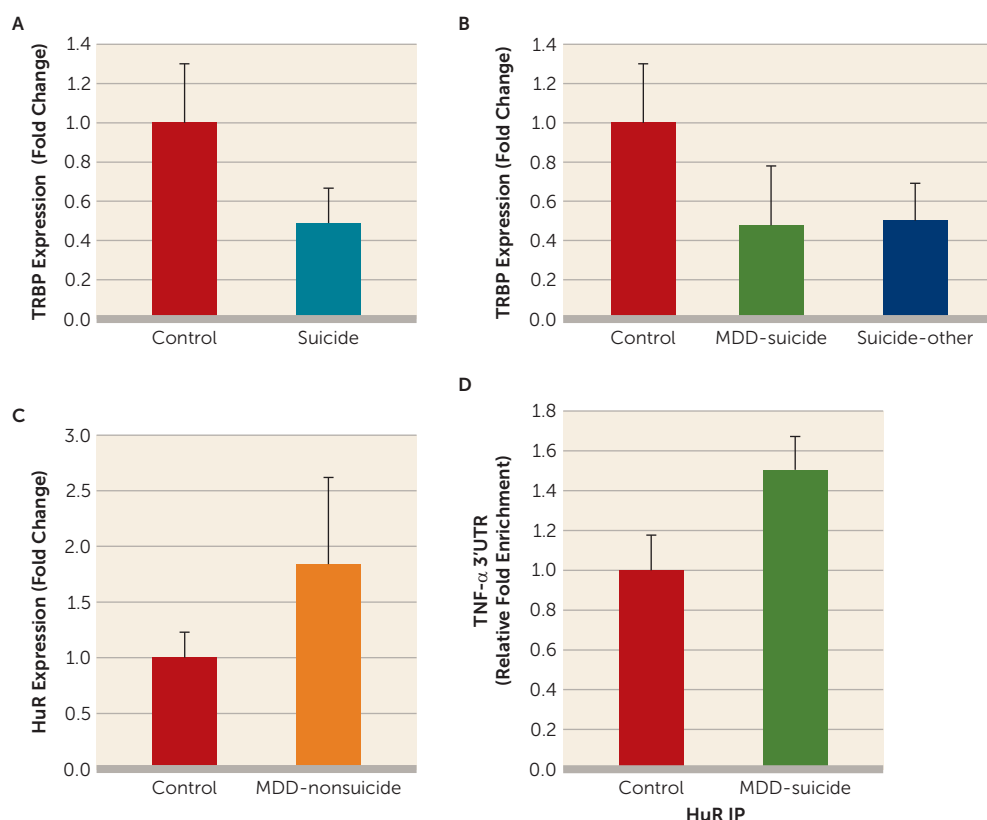 A
TRBP Expression (Fold Change)
1.4
1.2
1.0
0.8
0.6
0.4
0.2
0.0
Control
Suicide
B
TRBP Expression (Fold Change)
1.4
1.2
1.0
0.8
0.6
0.4
0.2
0.0
Control
MDD-suicide
Suicide-other
C
HuR Expression (Fold Change)
3.0
2.5
2.0
1.5
1.0
0.5
0.0
Control
MDD-nonsuicide
D
TNF-α 3'UTR
(Relative Fold Enrichment)
1.8
1.6
1.4
1.2
1.0
0.8
0.6
0.4
0.2
0.0
Control
MDD-suicide
HuR IP